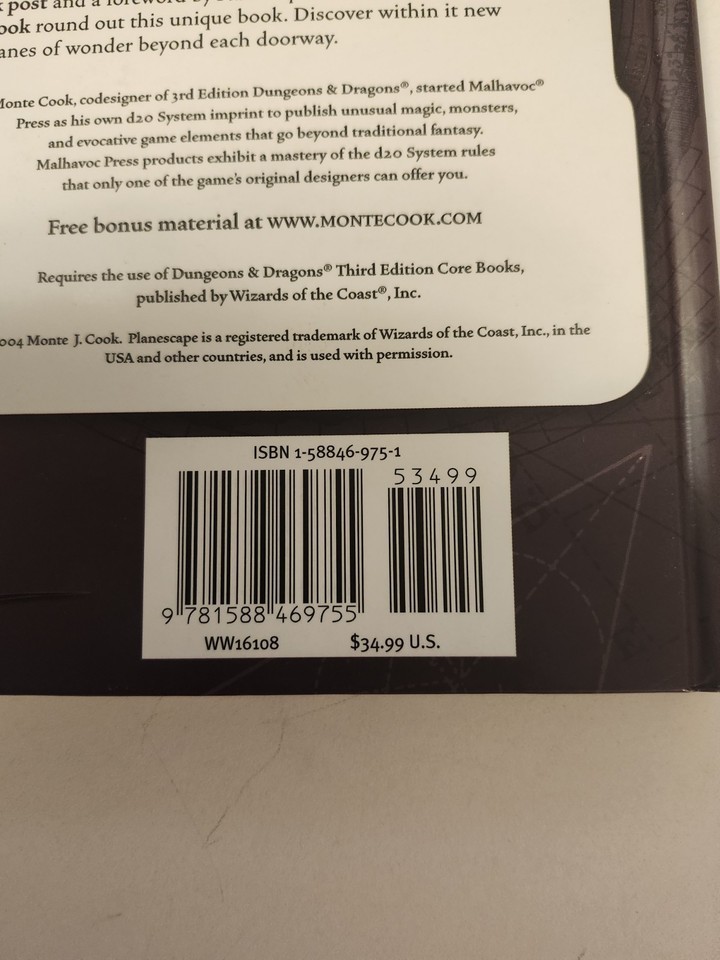 post and a foreword by
round out this unique book. Discover within it new
of wonder beyond each doorway.
Monte Cook, codesigner of 3rd Edition Dungeons & Dragons®, started Malhavoc®
Press as his own d20 System imprint to publish unusual magic, monsters,
and evocative game elements that go beyond traditional fantasy.
Malhavoc Press products exhibit a mastery of the d20 System rules
that only one of the game's original designers can offer you.
Free bonus material at WWW.MONTECOOK.COM
Requires the use of Dungeons & Dragons® Third Edition Core Books,
published by Wizards of the Coast®, Inc.
Monte J. Cook. Planescape is a registered trademark of Wizards of the Coast, Inc., in the
USA and other countries, and is used with permission.
ISBN 1-58846-975-1
53499
9 781588 469755
WW16108 $34.99 U.S.